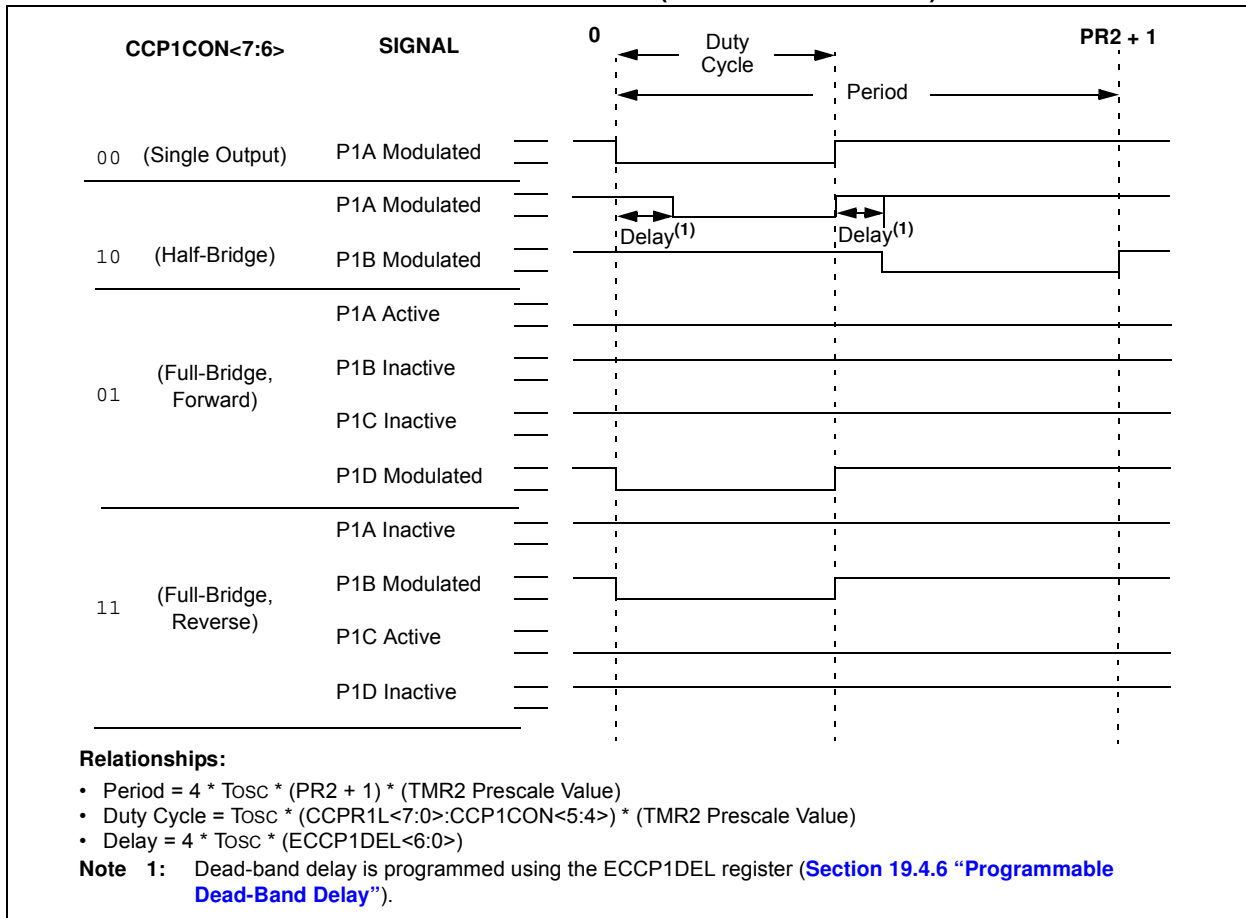 CCP1CON<7:6> SIGNAL 0 Duty Cycle PR2 + 1
Period
00 (Single Output) P1A Modulated
P1A Modulated
Delay(1) Delay(1)
10 (Half-Bridge) P1B Modulated
P1A Active
P1B Inactive
01 (Full-Bridge, Forward)
P1C Inactive
P1D Modulated
P1A Inactive
P1B Modulated
11 (Full-Bridge, Reverse)
P1C Active
P1D Inactive
Relationships:
• Period = 4 * TOSC * (PR2 + 1) * (TMR2 Prescale Value)
• Duty Cycle = TOSC * (CCPR1L<7:0>:CCP1CON<5:4>) * (TMR2 Prescale Value)
• Delay = 4 * TOSC * (ECCP1DEL<6:0>)
Note 1: Dead-band delay is programmed using the ECCP1DEL register (Section 19.4.6 “Programmable
Dead-Band Delay”).